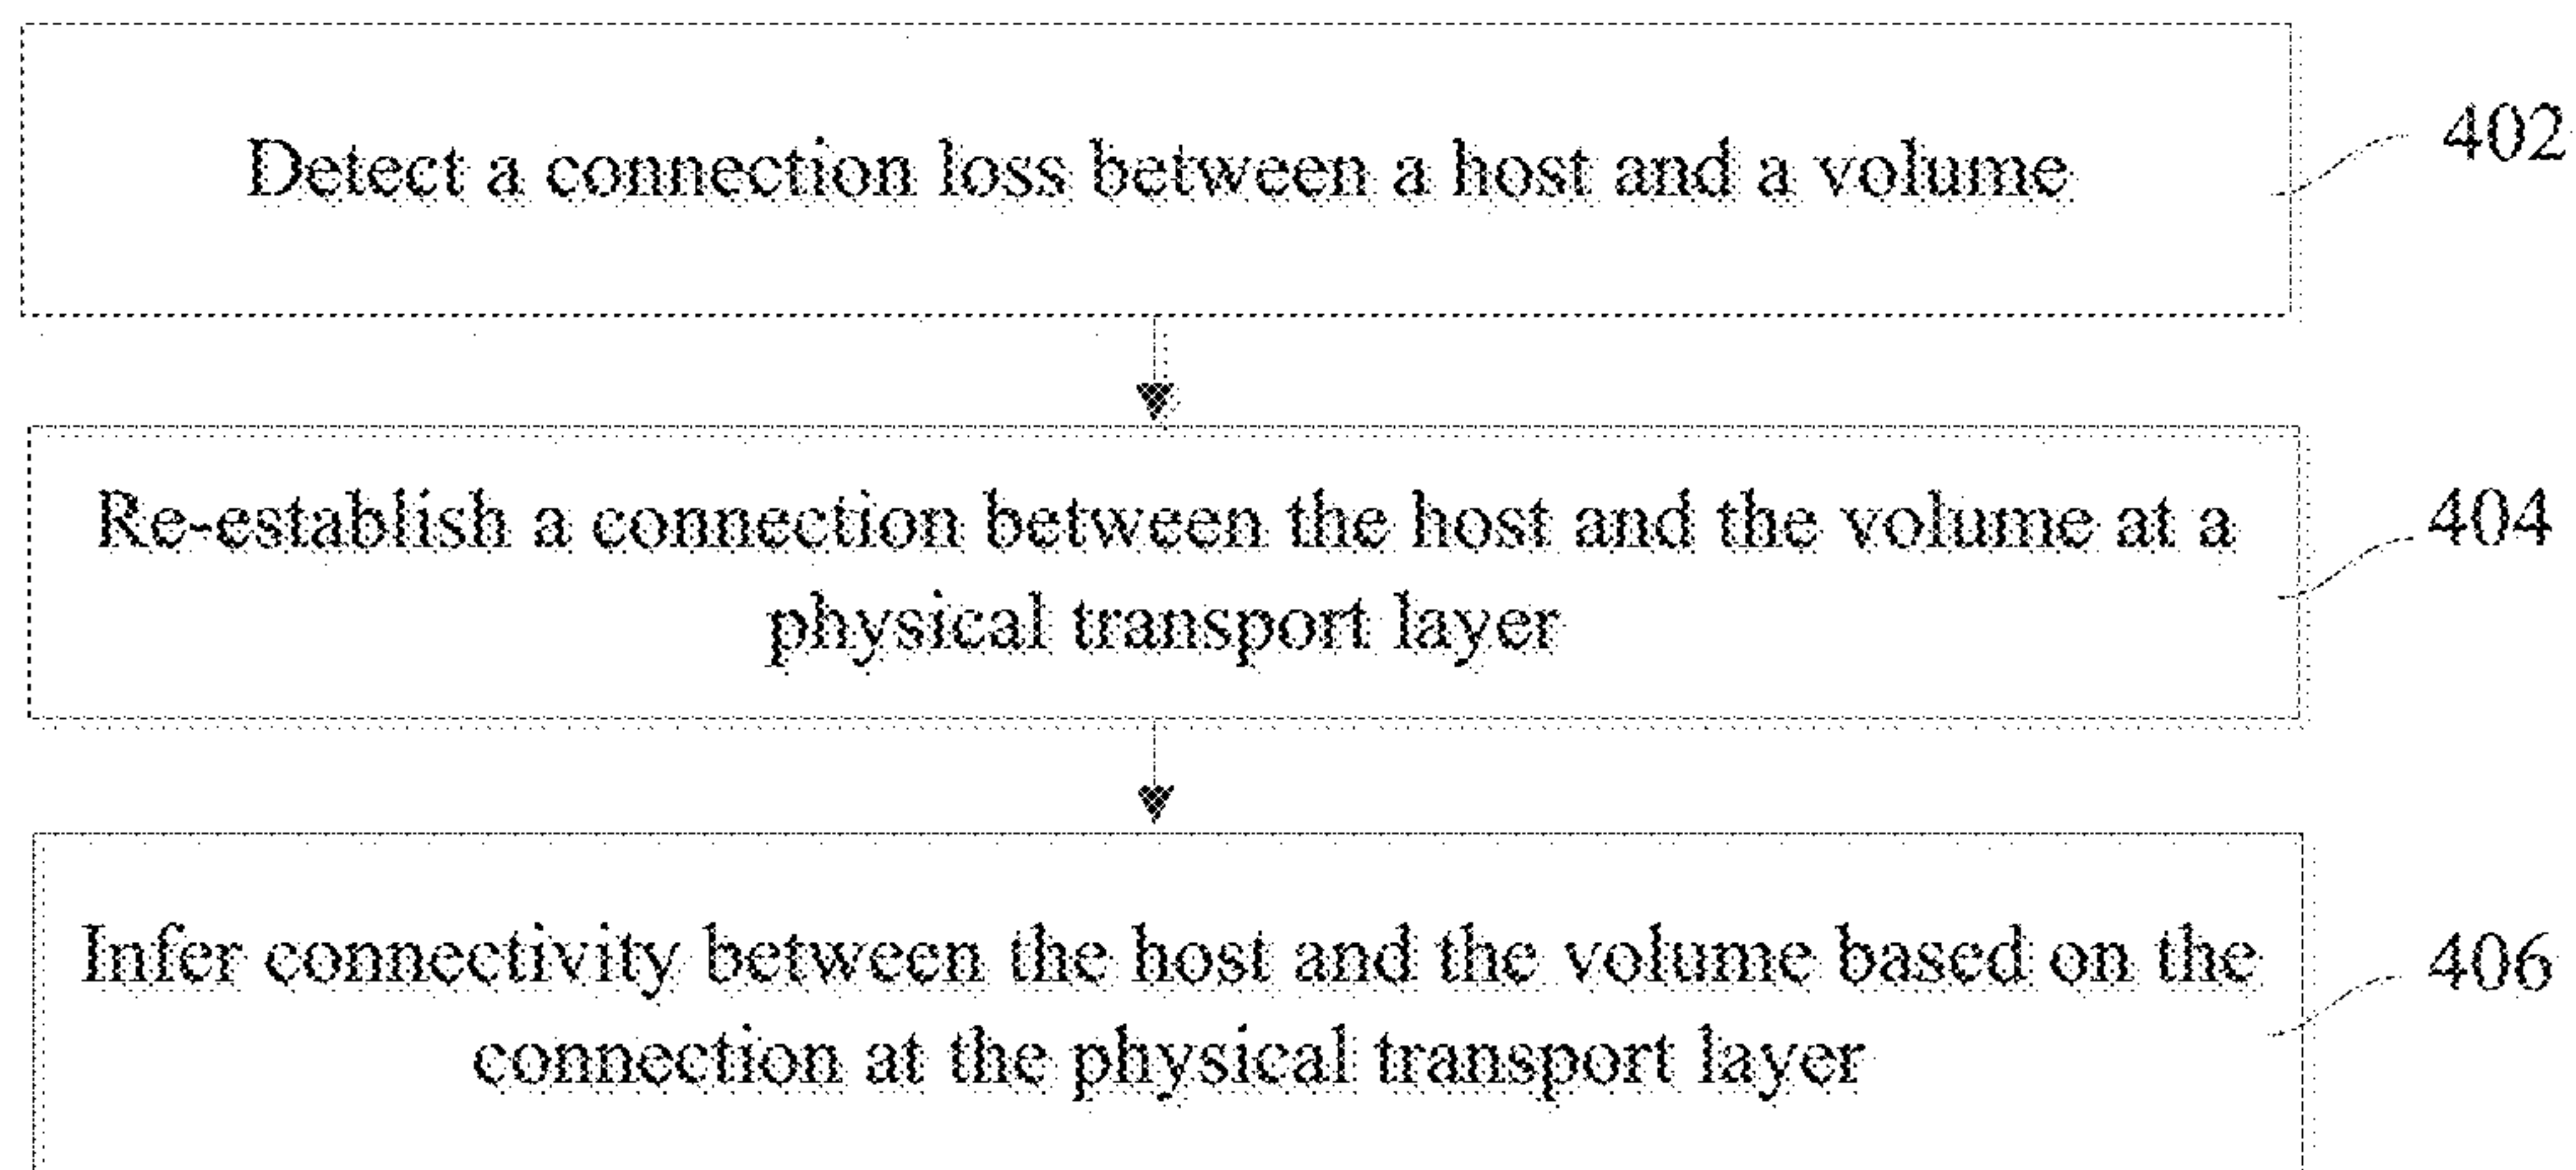 Detect a connection loss between a host and a volume
402
Re-establish a connection between the host and the volume at a
physical transport layer
404
Infer connectivity between the host and the volume based on the
connection at the physical transport layer
406